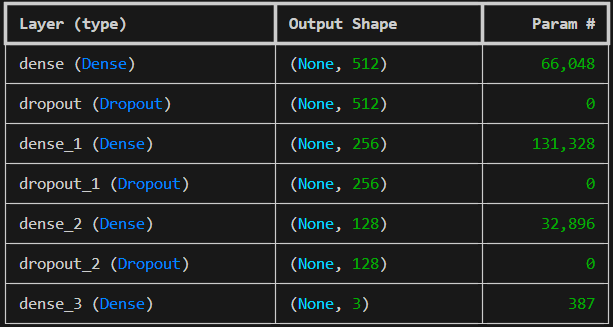 Layer (type) Output Shape Param #
dense (Dense) (None, 512) 66,048
dropout (Dropout) (None, 512) 0
dense_1 (Dense) (None, 256) 131,328
dropout_1 (Dropout) (None, 256) 0
dense_2 (Dense) (None, 128) 32,896
dropout_2 (Dropout) (None, 128) 0
dense_3 (Dense) (None, 3) 387